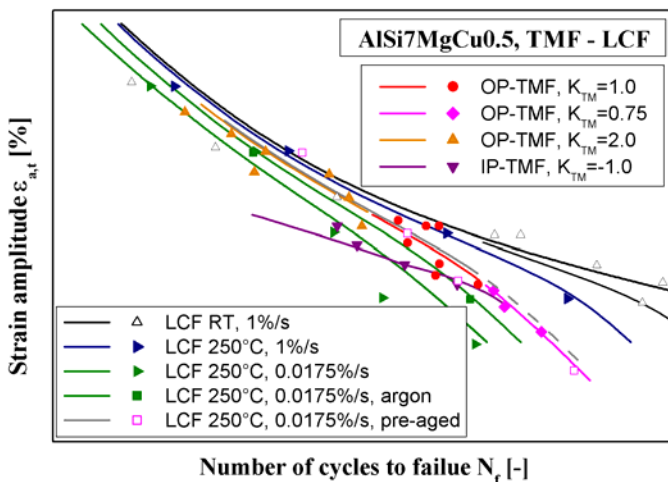 AlSi7MgCu0.5, TMF - LCF
OP-TMF, K_TM=1.0
OP-TMF, K_TM=0.75
OP-TMF, K_TM=2.0
IP-TMF, K_TM=-1.0
Strain amplitude ε_a,t [%]
LCF RT, 1%/s
LCF 250°C, 1%/s
LCF 250°C, 0.0175%/s
LCF 250°C, 0.0175%/s, argon
LCF 250°C, 0.0175%/s, pre-aged
Number of cycles to failue N_f [-]